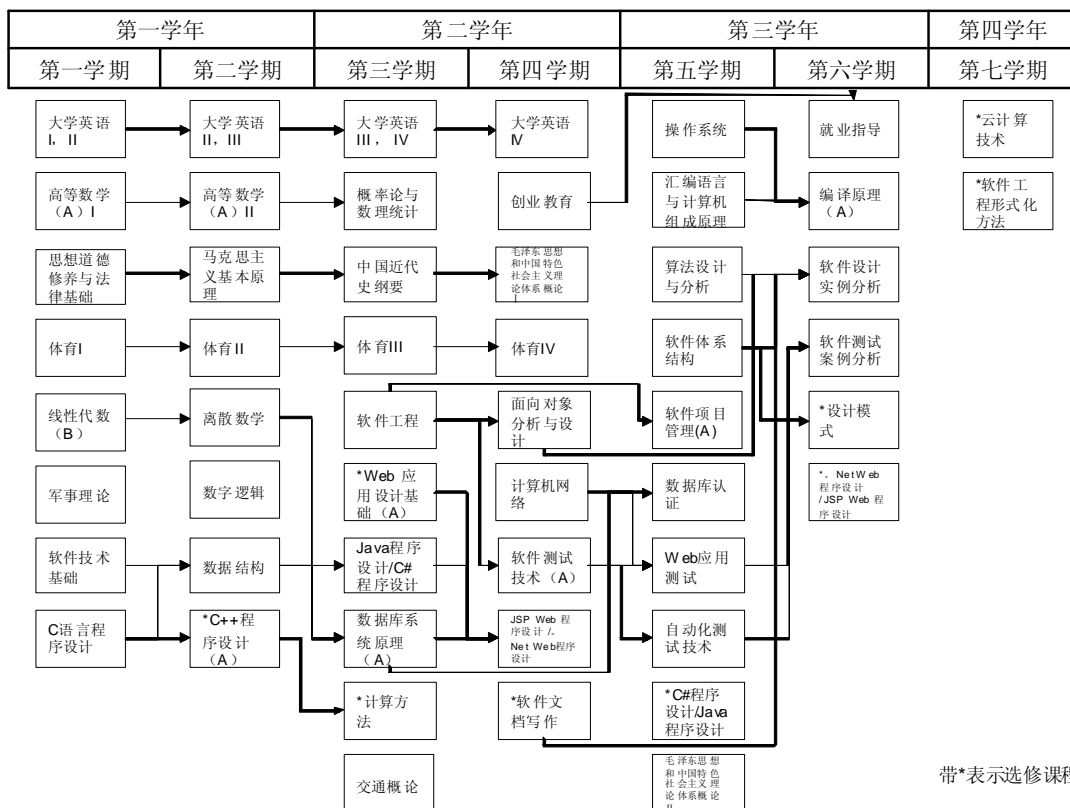 第一学年
第二学年
第三学年
第四学年
第一学期
第二学期
第三学期
第四学期
第五学期
第六学期
第七学期
大学英语
I，II
大学英语
II，III
大学英语
III，IV
大学英语
IV
操作系统
就业指导
*云计算
技术
高等数学
（A）I
高等数学
（A）II
概率论与
数理统计
创业教育
汇编语言
与计算机
组成原理
编译原理
（A）
*软件工
程形式化
方法
思想道德
修养与法
律基础
马克思主
义基本原
理
中国近代
史纲要
毛泽东思想
和中国特色
社会主义理
论体系概论
I
算法设计
与分析
软件设计
实例分析
体育I
体育II
体育III
体育IV
软件体系
结构
软件测试
案例分析
线性代数
（B）
离散数学
软件工程
面向对象
分析与设
计
软件项目
管理(A)
*设计模
式
军事理论
数字逻辑
*Web 应
用设计基
础（A）
计算机网
络
数据库认
证
*．NetWeb
程序设计
/JSP Web 程
序设计
软件技术
基础
数据结构
Java程序
设计/C#
程序设计
软件测试
技术（A）
Web应用
测试
C语言程
序设计
*C++程
序设计
（A）
数据库系
统原理
（A）
JSP Web 程
序设计/.
Net Web程序
设计
自动化测
试技术
*计算方
法
*软件文
档写作
*C#程序
设计/Java
程序设计
交通概论
毛泽东思想
和中国特色
社会主义理
论体系概论
II
带*表示选修课程